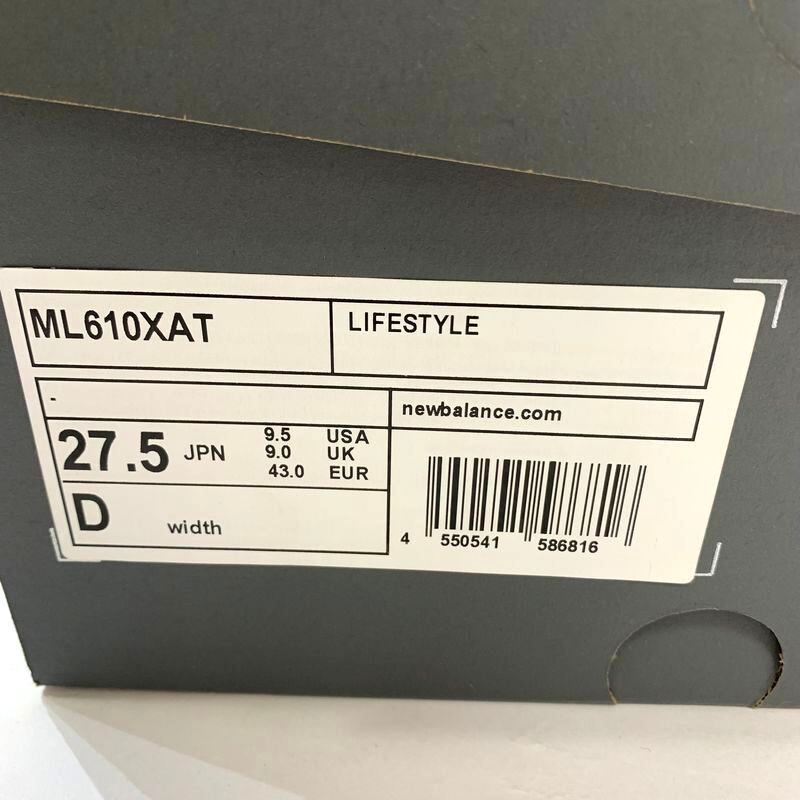 ML610XAT
LIFESTYLE
-
newbalance.com
27.5 JPN
9.5 USA
9.0 UK
43.0 EUR
D width
4 550541 586816